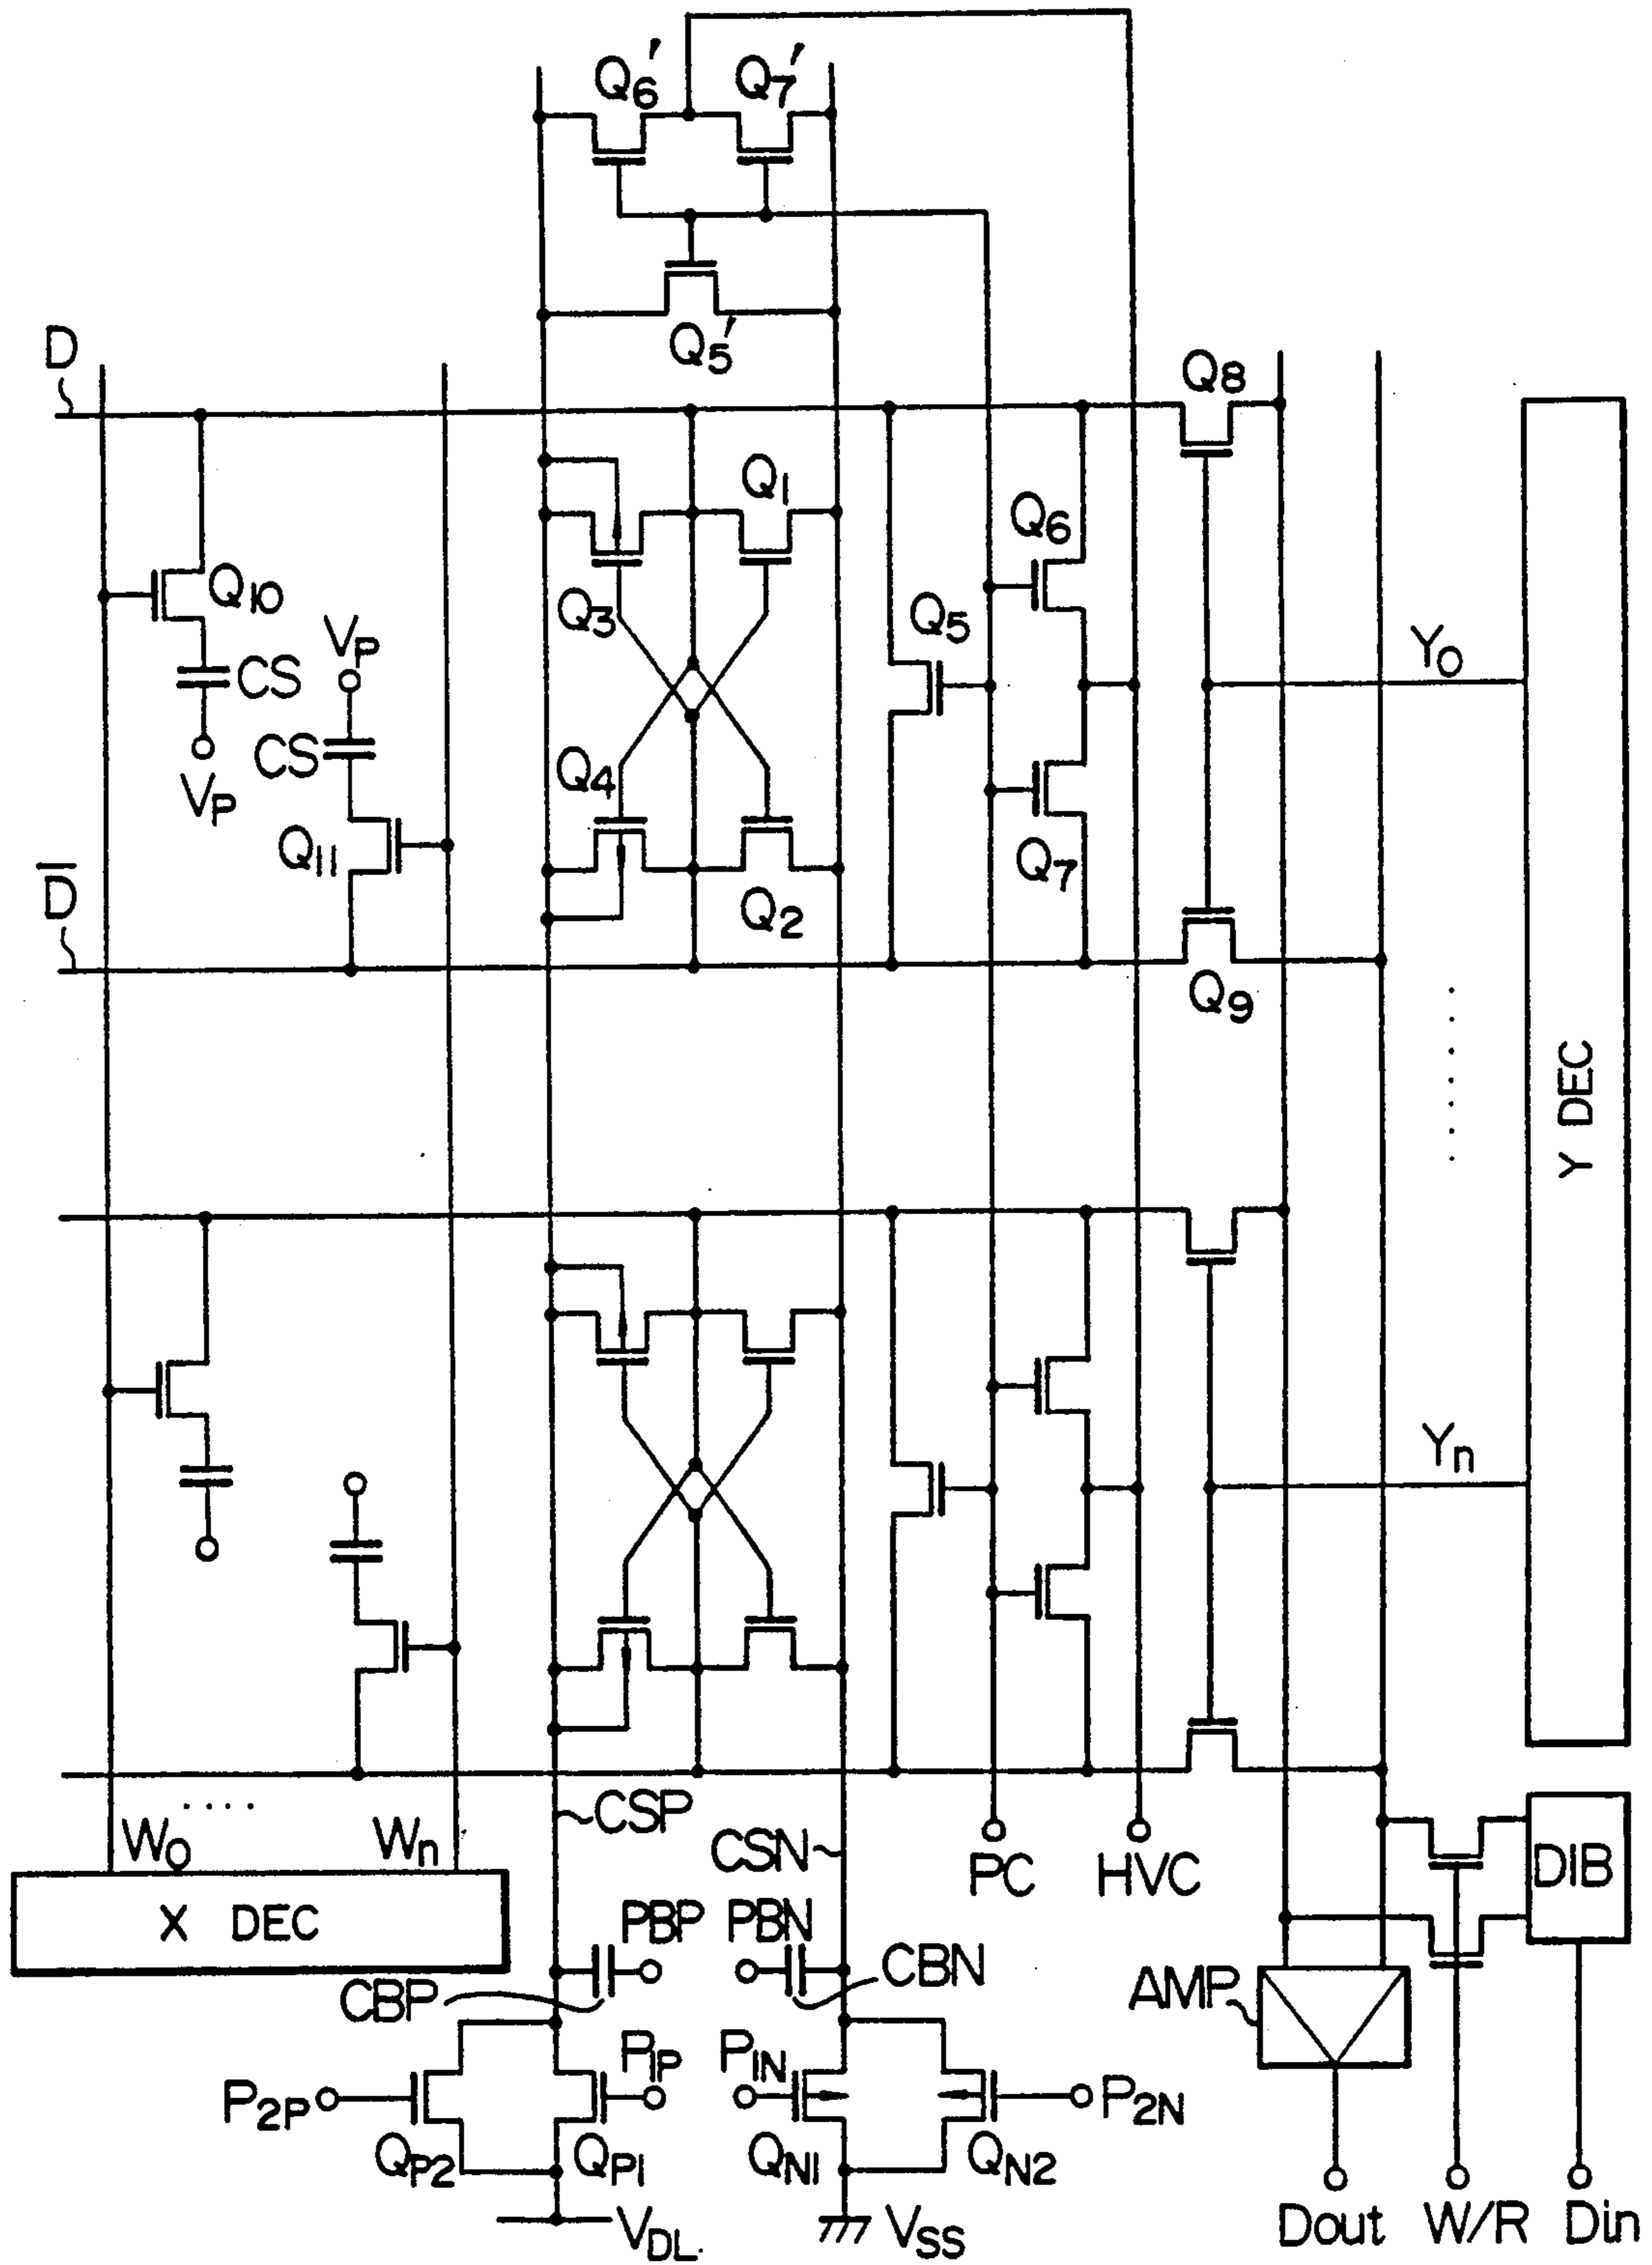 Q6' Q7'
Q5'
D
Q8
Q1
Q6
Q10
Q3
Q5
VP
Y0
CS
CS
VP
Q4
Q11
Q7
D̅
Q2
Q9
Y DEC
Yn
CSP
W0 Wn
CSN
PC HVC
DIB
X DEC
PBP PBN
CBN
CBP
AMP
P1P P1N
P2P
P2N
QP2 QP1 QN1 QN2
Dout W/R Din
VDL VSS